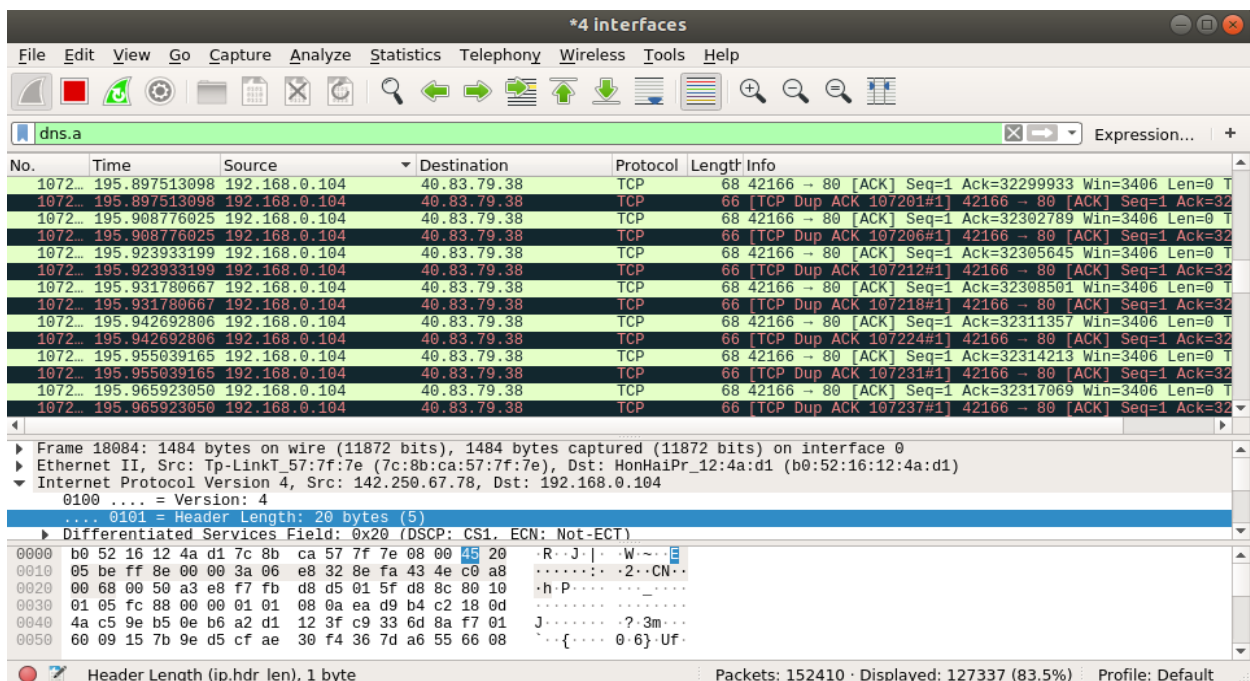 *4 interfaces
File Edit View Go Capture Analyze Statistics Telephony Wireless Tools Help
dns.a Expression... +
No. Time Source Destination Protocol Length Info
1072… 195.897513098 192.168.0.104 40.83.79.38 TCP 68 42166 → 80 [ACK] Seq=1 Ack=32299933 Win=3406 Len=0 T
1072… 195.897513098 192.168.0.104 40.83.79.38 TCP 66 [TCP Dup ACK 107201#1] 42166 → 80 [ACK] Seq=1 Ack=32
1072… 195.908776025 192.168.0.104 40.83.79.38 TCP 68 42166 → 80 [ACK] Seq=1 Ack=32302789 Win=3406 Len=0 T
1072… 195.908776025 192.168.0.104 40.83.79.38 TCP 66 [TCP Dup ACK 107206#1] 42166 → 80 [ACK] Seq=1 Ack=32
1072… 195.923933199 192.168.0.104 40.83.79.38 TCP 68 42166 → 80 [ACK] Seq=1 Ack=32305645 Win=3406 Len=0 T
1072… 195.923933199 192.168.0.104 40.83.79.38 TCP 66 [TCP Dup ACK 107212#1] 42166 → 80 [ACK] Seq=1 Ack=32
1072… 195.931780667 192.168.0.104 40.83.79.38 TCP 68 42166 → 80 [ACK] Seq=1 Ack=32308501 Win=3406 Len=0 T
1072… 195.931780667 192.168.0.104 40.83.79.38 TCP 66 [TCP Dup ACK 107218#1] 42166 → 80 [ACK] Seq=1 Ack=32
1072… 195.942692806 192.168.0.104 40.83.79.38 TCP 68 42166 → 80 [ACK] Seq=1 Ack=32311357 Win=3406 Len=0 T
1072… 195.942692806 192.168.0.104 40.83.79.38 TCP 66 [TCP Dup ACK 107224#1] 42166 → 80 [ACK] Seq=1 Ack=32
1072… 195.955039165 192.168.0.104 40.83.79.38 TCP 68 42166 → 80 [ACK] Seq=1 Ack=32314213 Win=3406 Len=0 T
1072… 195.955039165 192.168.0.104 40.83.79.38 TCP 66 [TCP Dup ACK 107231#1] 42166 → 80 [ACK] Seq=1 Ack=32
1072… 195.965923050 192.168.0.104 40.83.79.38 TCP 68 42166 → 80 [ACK] Seq=1 Ack=32317069 Win=3406 Len=0 T
1072… 195.965923050 192.168.0.104 40.83.79.38 TCP 66 [TCP Dup ACK 107237#1] 42166 → 80 [ACK] Seq=1 Ack=32
Frame 18084: 1484 bytes on wire (11872 bits), 1484 bytes captured (11872 bits) on interface 0
Ethernet II, Src: Tp-LinkT_57:7f:7e (7c:8b:ca:57:7f:7e), Dst: HonHaiPr_12:4a:d1 (b0:52:16:12:4a:d1)
Internet Protocol Version 4, Src: 142.250.67.78, Dst: 192.168.0.104
0100 .... = Version: 4
.... 0101 = Header Length: 20 bytes (5)
Differentiated Services Field: 0x20 (DSCP: CS1, ECN: Not-ECT)
0000 b0 52 16 12 4a d1 7c 8b ca 57 7f 7e 08 00 45 20 ·R··J·|· ·W·~··E
0010 05 be ff 8e 00 00 3a 06 e8 32 8e fa 43 4e c0 a8 ······:· ·2··CN··
0020 00 68 00 50 a3 e8 f7 fb d8 d5 01 5f d8 8c 80 10 ·h·P···· ···_····
0030 01 05 fc 88 00 00 01 01 08 0a ea d9 b4 c2 18 0d ········ ········
0040 4a c5 9e b5 0e b6 a2 d1 12 3f c9 33 6d 8a f7 01 J······· ·?·3m···
0050 60 09 15 7b 9e d5 cf ae 30 f4 36 7d a6 55 66 08 `··{···· 0·6}·Uf·
Header Length (ip.hdr_len), 1 byte Packets: 152410 · Displayed: 127337 (83.5%) Profile: Default